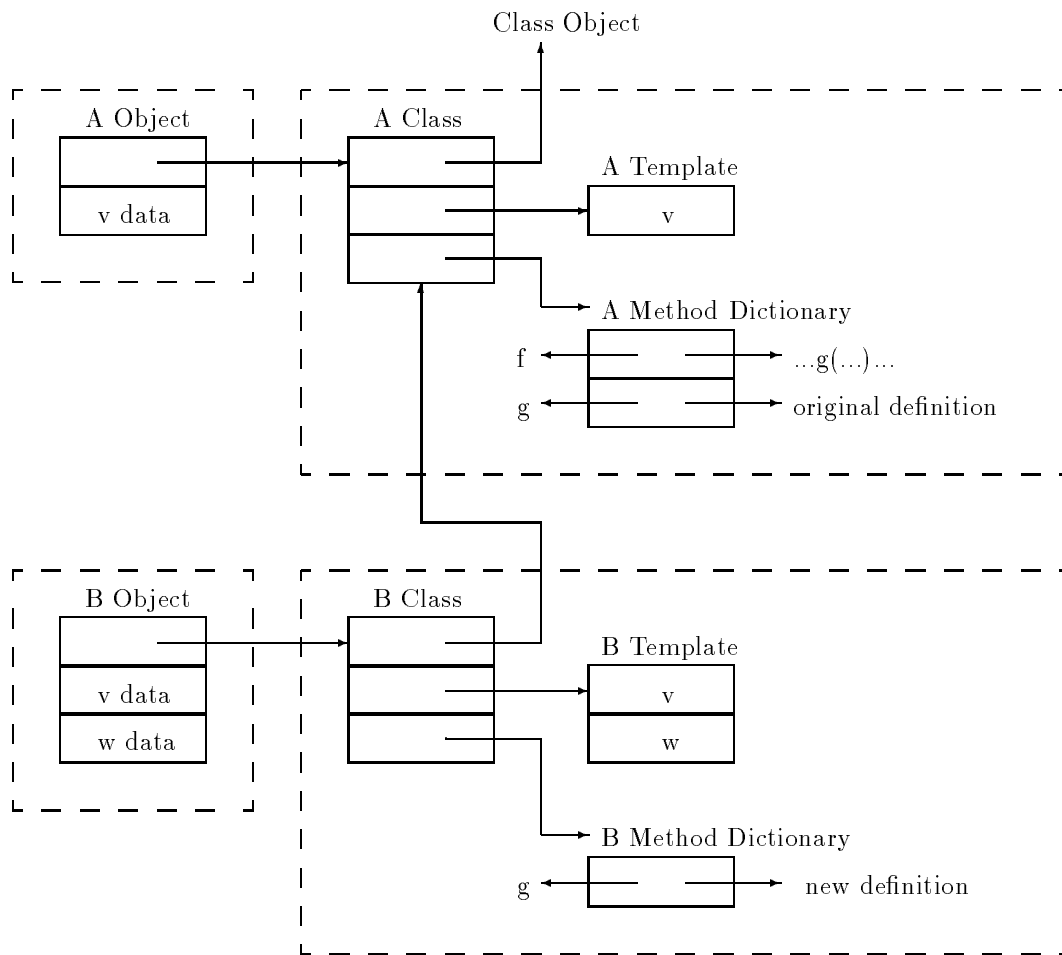 Class Object
A Object
A Class
A Template
v data
v
A Method Dictionary
f
...g(...)...
g
original definition
B Object
B Class
B Template
v data
v
w data
w
B Method Dictionary
g
new definition